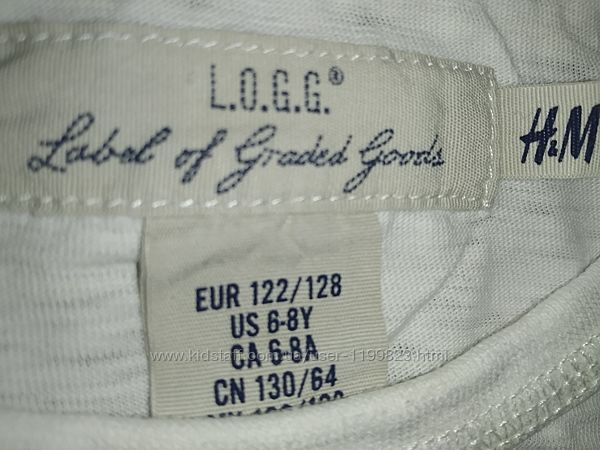 L.O.G.G.®
Label of Graded Goods
H&M
EUR 122/128
US 6-8Y
CA 6-8A
CN 130/64